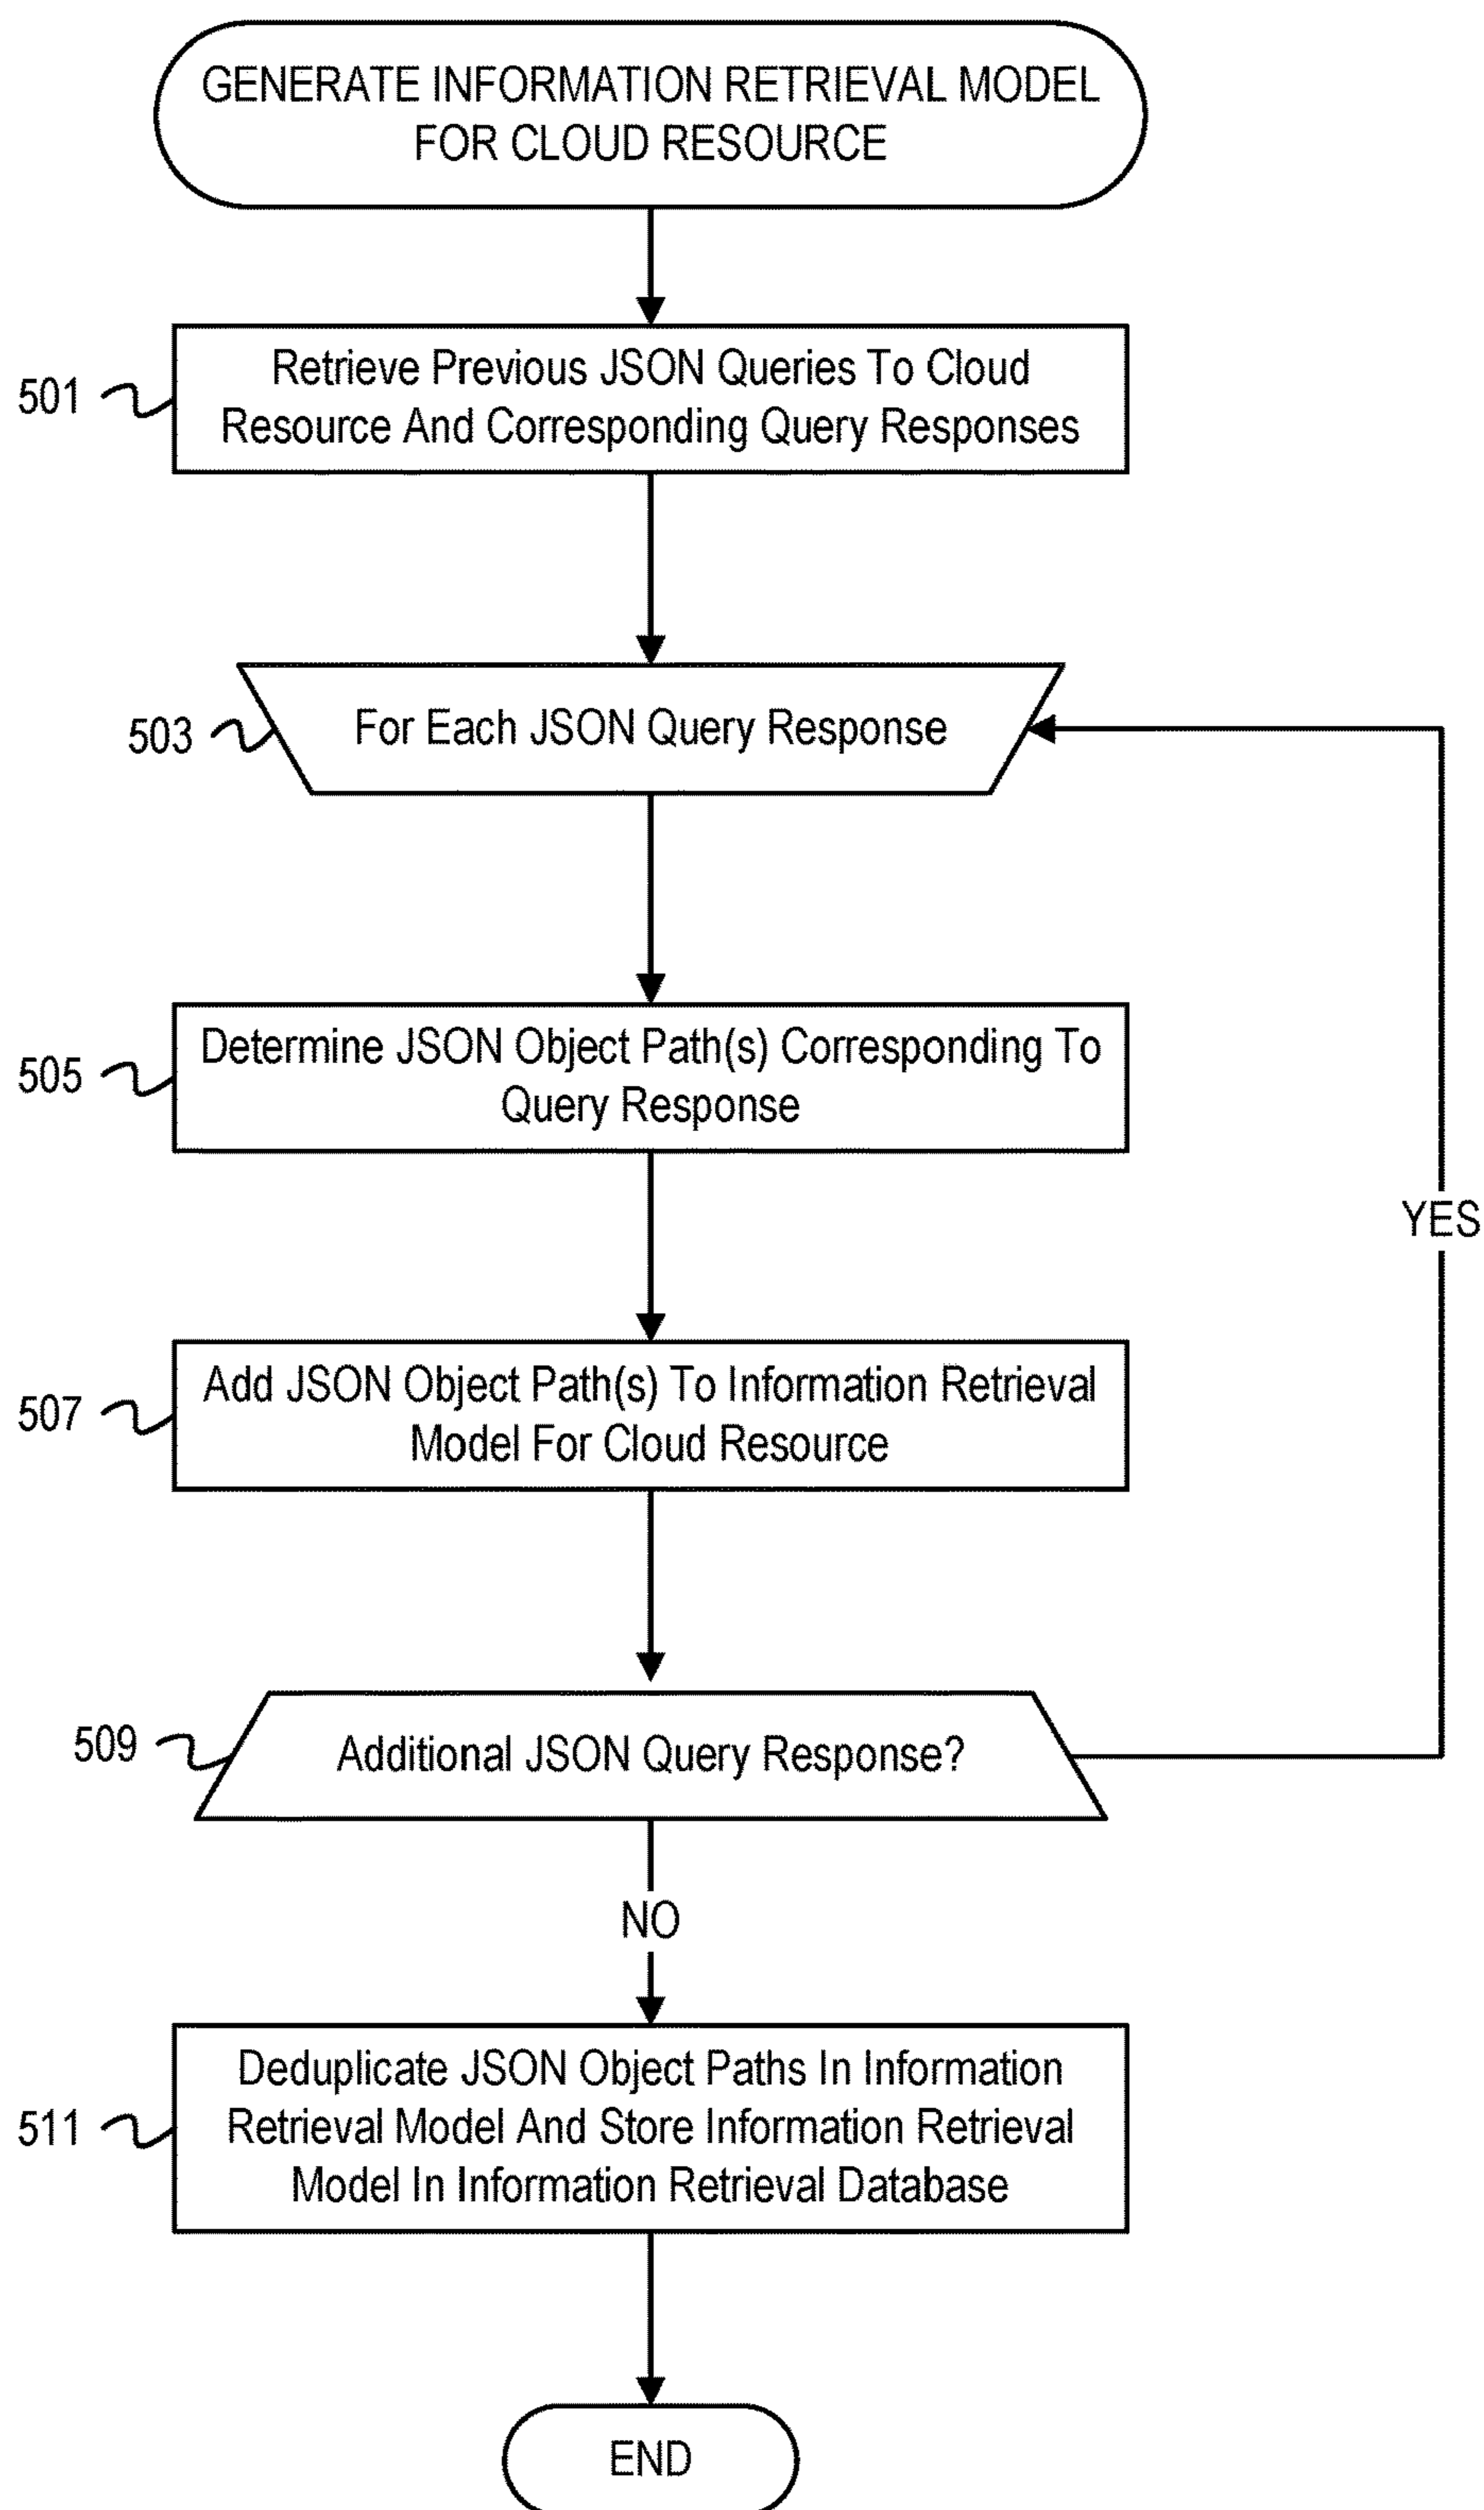 GENERATE INFORMATION RETRIEVAL MODEL
FOR CLOUD RESOURCE
501
Retrieve Previous JSON Queries To Cloud
Resource And Corresponding Query Responses
503
For Each JSON Query Response
505
Determine JSON Object Path(s) Corresponding To
Query Response
YES
507
Add JSON Object Path(s) To Information Retrieval
Model For Cloud Resource
509
Additional JSON Query Response?
NO
511
Deduplicate JSON Object Paths In Information
Retrieval Model And Store Information Retrieval
Model In Information Retrieval Database
END